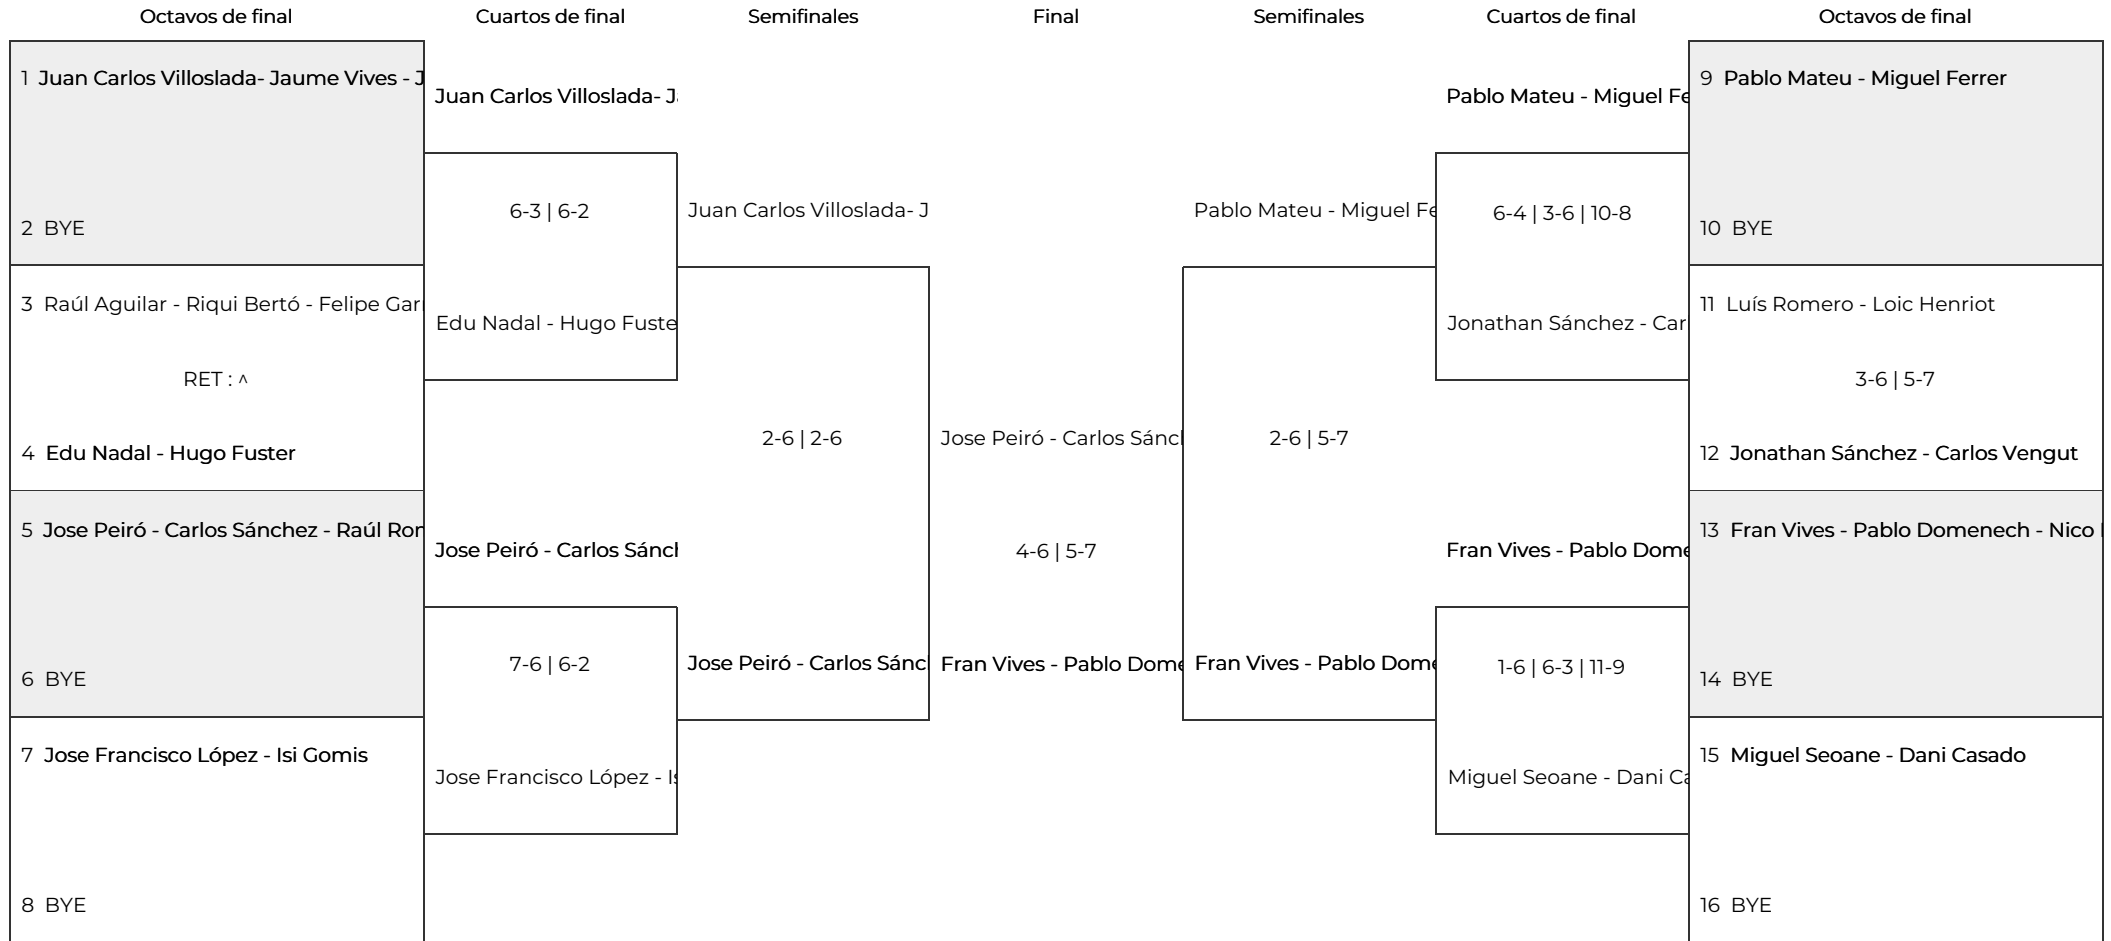 Octavos de final
Cuartos de final
Semifinales
Final
Semifinales
Cuartos de final
Octavos de final
1 Juan Carlos Villoslada- Jaume Vives - J
2 BYE
3 Raúl Aguilar - Riqui Bertó - Felipe Gar
RET : ^
4 Edu Nadal - Hugo Fuster
5 Jose Peiró - Carlos Sánchez - Raúl Ror
6 BYE
7 Jose Francisco López - Isi Gomis
8 BYE
Juan Carlos Villoslada- J
6-3 | 6-2
Edu Nadal - Hugo Fuste
Jose Peiró - Carlos Sánch
7-6 | 6-2
Jose Francisco López - Is
Juan Carlos Villoslada- J
2-6 | 2-6
Jose Peiró - Carlos Sánc
Jose Peiró - Carlos Sánc
4-6 | 5-7
Fran Vives - Pablo Dome
Pablo Mateu - Miguel Fe
2-6 | 5-7
Fran Vives - Pablo Dome
Pablo Mateu - Miguel Fe
6-4 | 3-6 | 10-8
Jonathan Sánchez - Car
Fran Vives - Pablo Dome
1-6 | 6-3 | 11-9
Miguel Seoane - Dani Ca
9 Pablo Mateu - Miguel Ferrer
10 BYE
11 Luís Romero - Loic Henriot
3-6 | 5-7
12 Jonathan Sánchez - Carlos Vengut
13 Fran Vives - Pablo Domenech - Nico
14 BYE
15 Miguel Seoane - Dani Casado
16 BYE